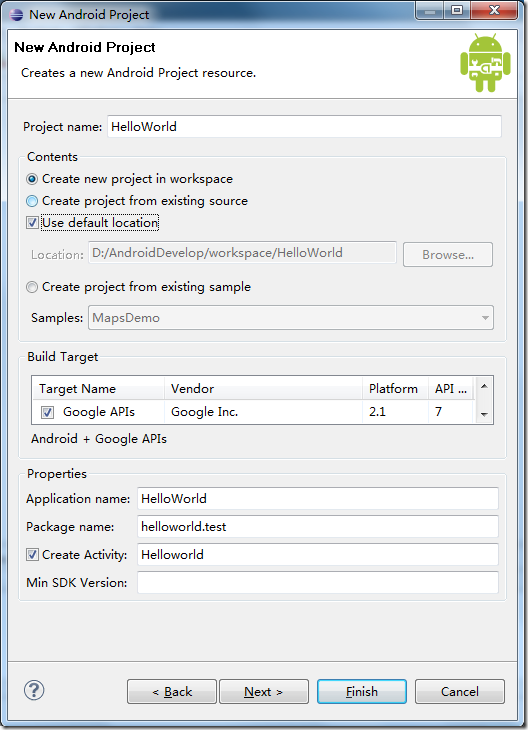 New Android Project
New Android Project
Creates a new Android Project resource.
Project name: HelloWorld
Contents
Create new project in workspace
Create project from existing source
Use default location
Location: D:/AndroidDevelop/workspace/HelloWorld Browse...
Create project from existing sample
Samples: MapsDemo
Build Target
Target Name Vendor Platform API ...
Google APIs Google Inc. 2.1 7
Android + Google APIs
Properties
Application name: HelloWorld
Package name: helloworld.test
Create Activity: Helloworld
Min SDK Version:
? < Back Next > Finish Cancel